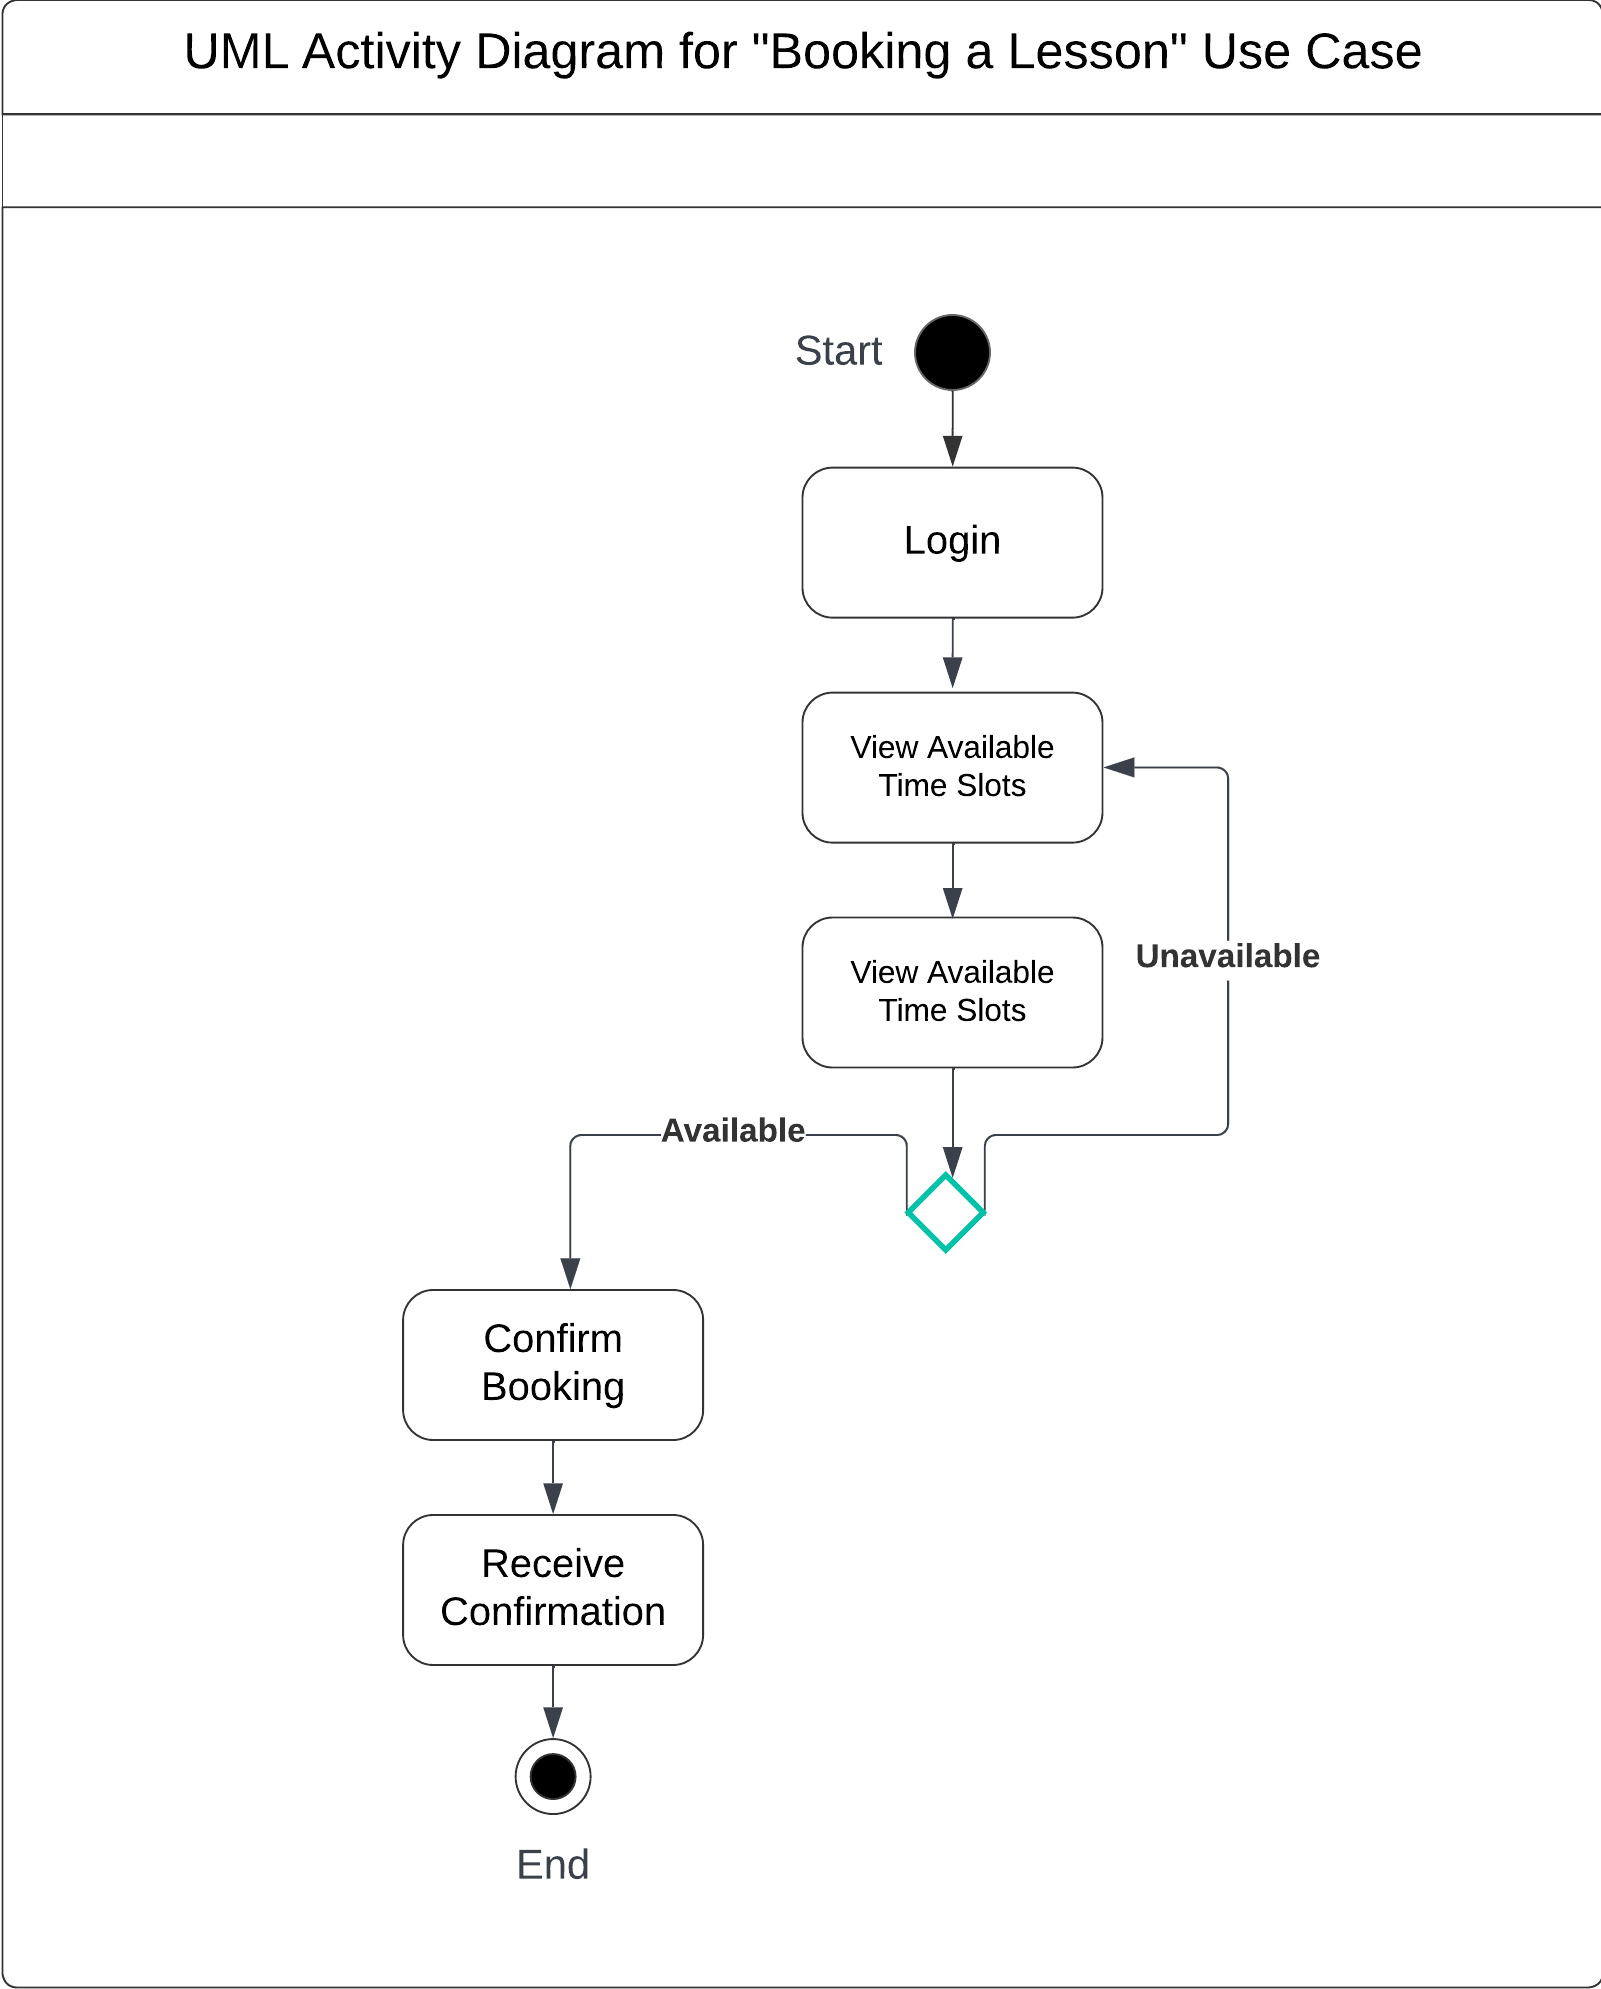 UML Activity Diagram for "Booking a Lesson" Use Case
Start
Login
View Available
Time Slots
View Available
Time Slots
Unavailable
Available
Confirm
Booking
Receive
Confirmation
End